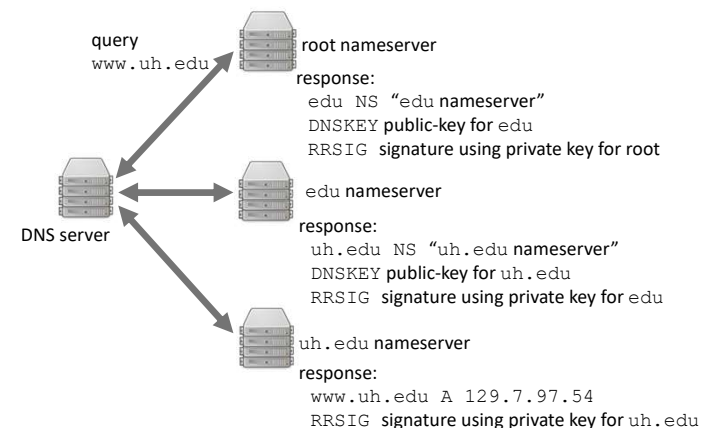 query
www.uh.edu
root nameserver
response:
edu NS “edu nameserver”
DNSKEY public-key for edu
RRSIG signature using private key for root
DNS server
edu nameserver
response:
uh.edu NS “uh.edu nameserver”
DNSKEY public-key for uh.edu
RRSIG signature using private key for edu
uh.edu nameserver
response:
www.uh.edu A 129.7.97.54
RRSIG signature using private key for uh.edu